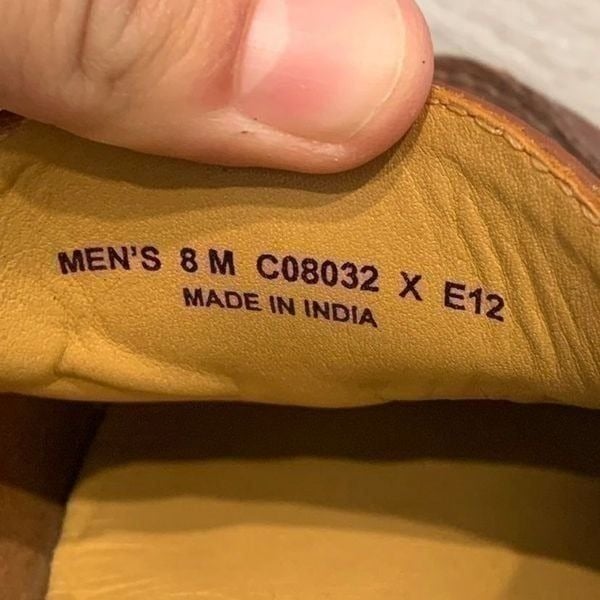 MEN'S 8 M C08032 X E12
MADE IN INDIA